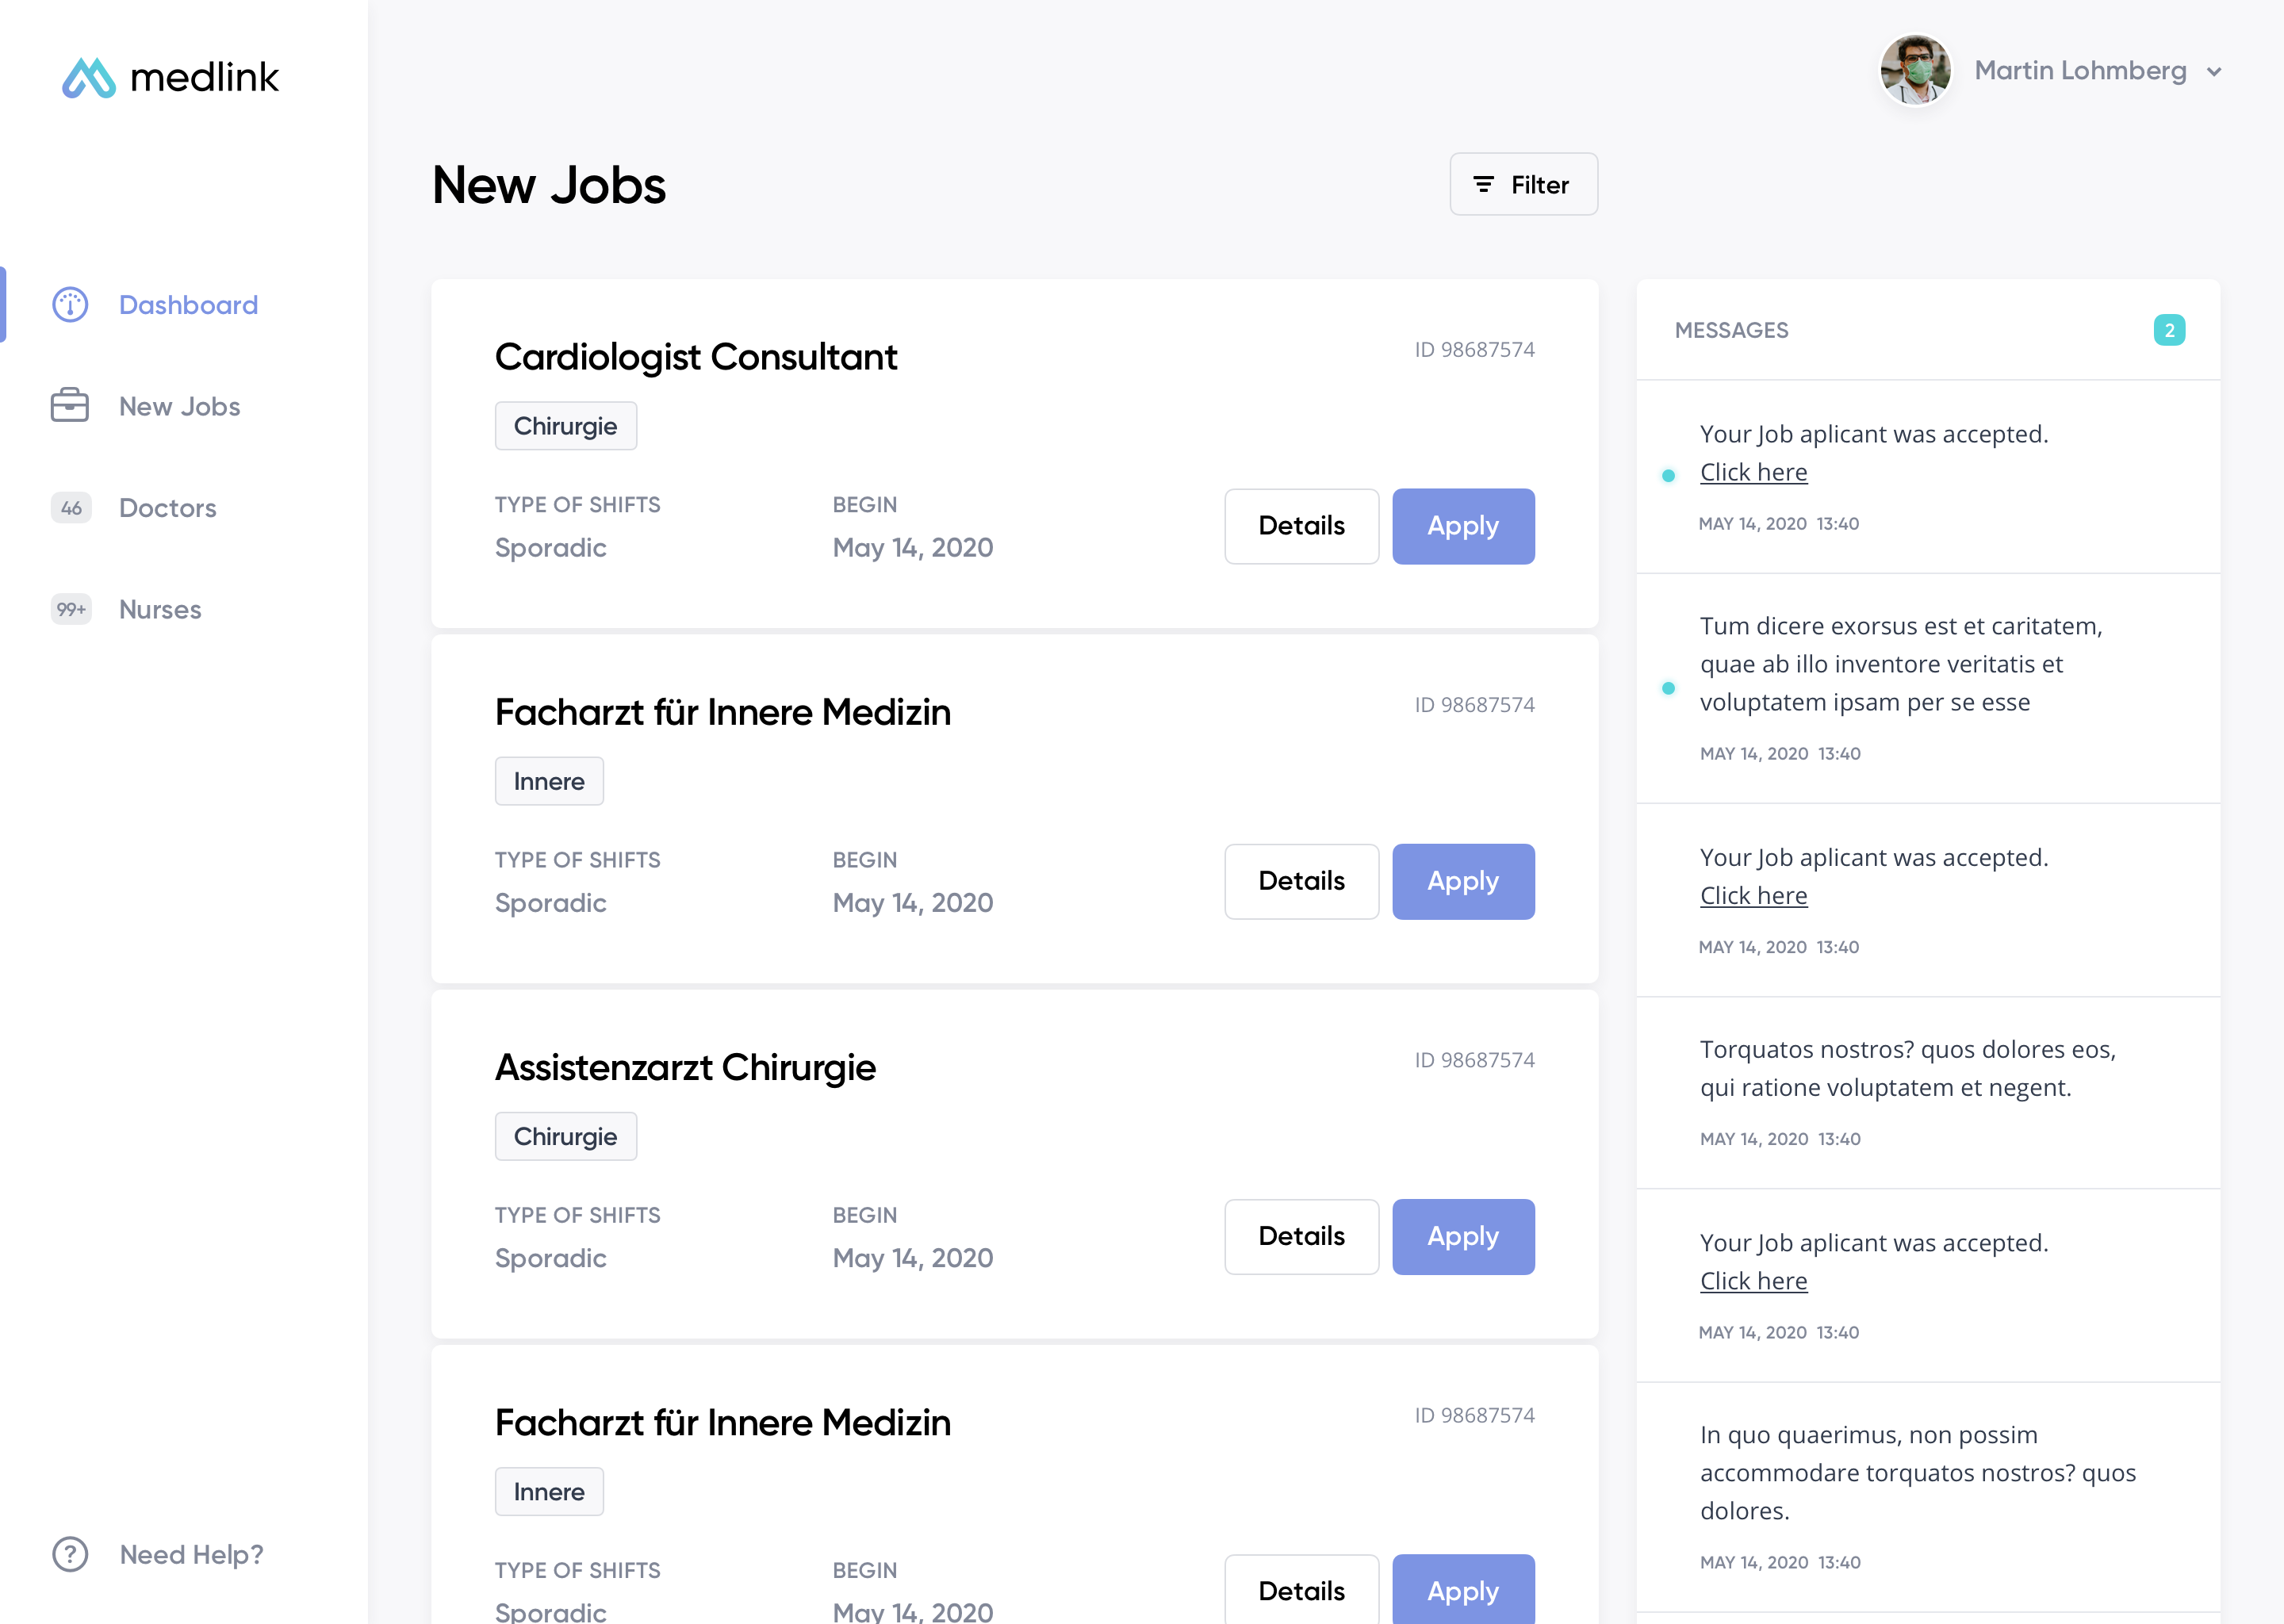 medlink
Martin Lohmberg
New Jobs
Filter
Dashboard
New Jobs
46 Doctors
99+ Nurses
Need Help?
Cardiologist Consultant
ID 98687574
Chirurgie
TYPE OF SHIFTS
BEGIN
Sporadic
May 14, 2020
Details
Apply
Facharzt für Innere Medizin
ID 98687574
Innere
TYPE OF SHIFTS
BEGIN
Sporadic
May 14, 2020
Details
Apply
Assistenzarzt Chirurgie
ID 98687574
Chirurgie
TYPE OF SHIFTS
BEGIN
Sporadic
May 14, 2020
Details
Apply
Facharzt für Innere Medizin
ID 98687574
Innere
TYPE OF SHIFTS
BEGIN
Sporadic
May 14, 2020
Details
Apply
MESSAGES
2
Your Job aplicant was accepted.
Click here
MAY 14, 2020 13:40
Tum dicere exorsus est et caritatem,
quae ab illo inventore veritatis et
voluptatem ipsam per se esse
MAY 14, 2020 13:40
Your Job aplicant was accepted.
Click here
MAY 14, 2020 13:40
Torquatos nostros? quos dolores eos,
qui ratione voluptatem et negent.
MAY 14, 2020 13:40
Your Job aplicant was accepted.
Click here
MAY 14, 2020 13:40
In quo quaerimus, non possim
accommodare torquatos nostros? quos
dolores.
MAY 14, 2020 13:40